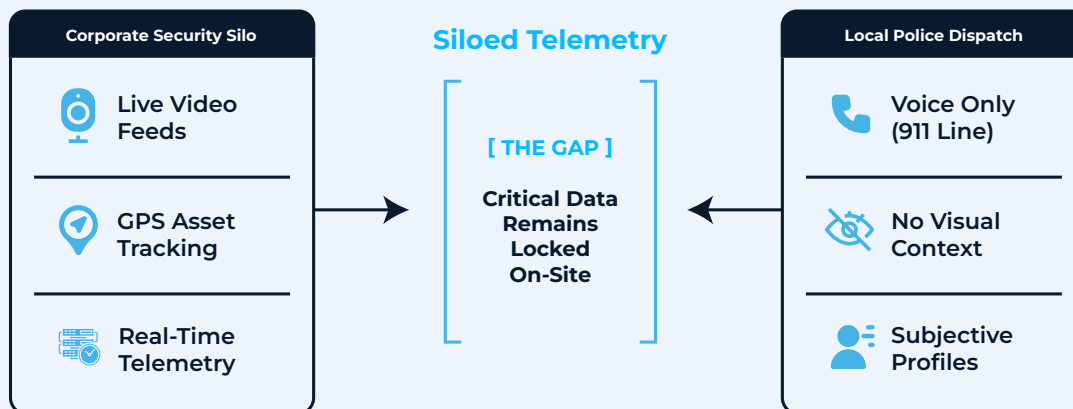 Corporate Security Silo
Live Video
Feeds
GPS Asset
Tracking
Real-Time
Telemetry
Siloed Telemetry
[ THE GAP ]
Critical Data
Remains
Locked
On-Site
Local Police Dispatch
Voice Only
(911 Line)
No Visual
Context
Subjective
Profiles